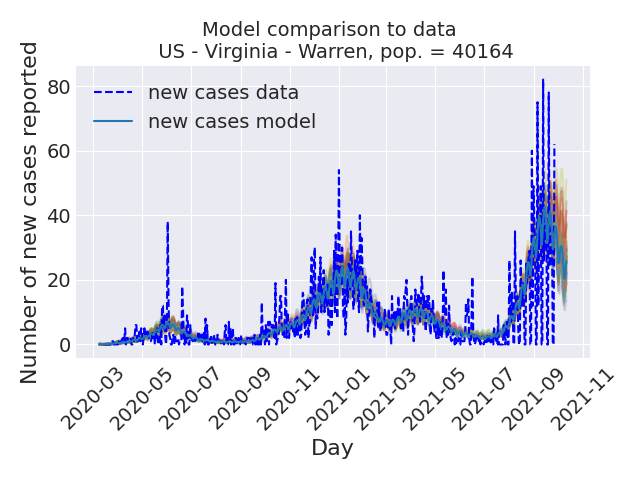 Model comparison to data
US - Virginia - Warren, pop. = 40164
Number of new cases reported
80
60
40
20
0
new cases data
new cases model
2020-03
2020-05
2020-07
2020-09
2020-11
2021-01
2021-03
2021-05
2021-07
2021-09
2021-11
Day